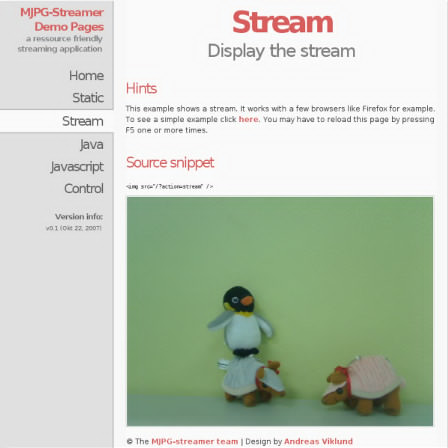 MJPG-Streamer
Demo Pages
a ressource friendly
streaming application
Home
Static
Stream
Java
Javascript
Control
Version info:
v0.1 (Okt 22, 2007)
Stream
Display the stream
Hints
This example shows a stream. It works with a few browsers like Firefox for example.
To see a simple example click here. You may have to reload this page by pressing
F5 one or more times.
Source snippet
<img src="/?action=stream" />
© The MJPG-streamer team | Design by Andreas Viklund